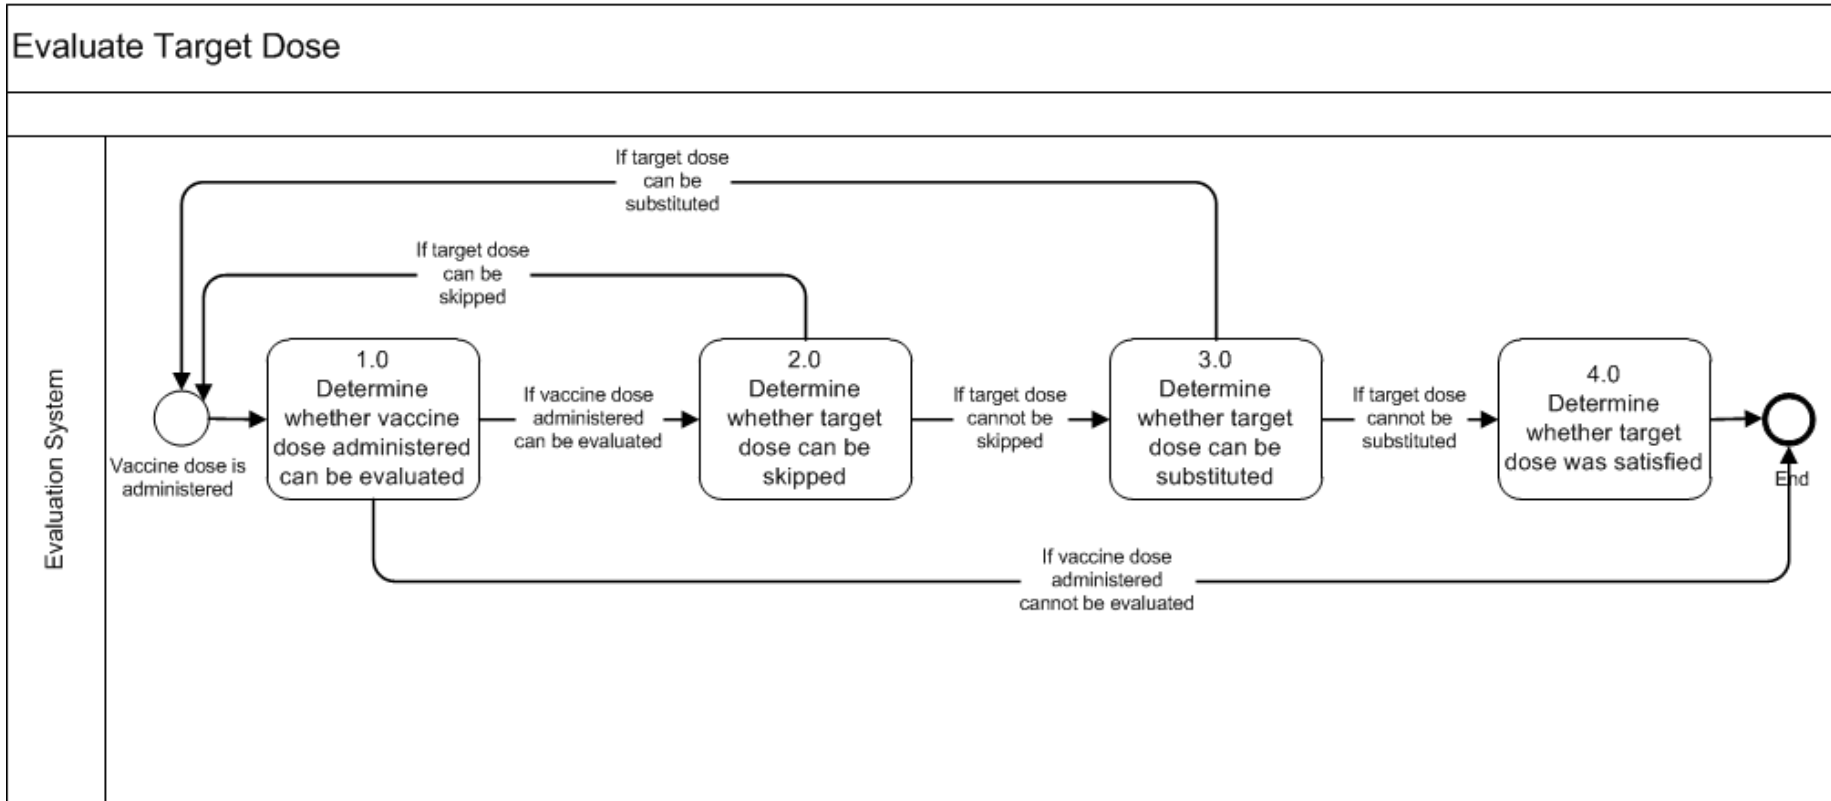 Evaluate Target Dose
Evaluation System
If target dose
can be
substituted
If target dose
can be
skipped
Vaccine dose is
administered
1.0
Determine
whether vaccine
dose administered
can be evaluated
If vaccine dose
administered
can be evaluated
2.0
Determine
whether target
dose can be
skipped
If target dose
cannot be
skipped
3.0
Determine
whether target
dose can be
substituted
If target dose
cannot be
substituted
4.0
Determine
whether target
dose was satisfied
End
If vaccine dose
administered
cannot be evaluated